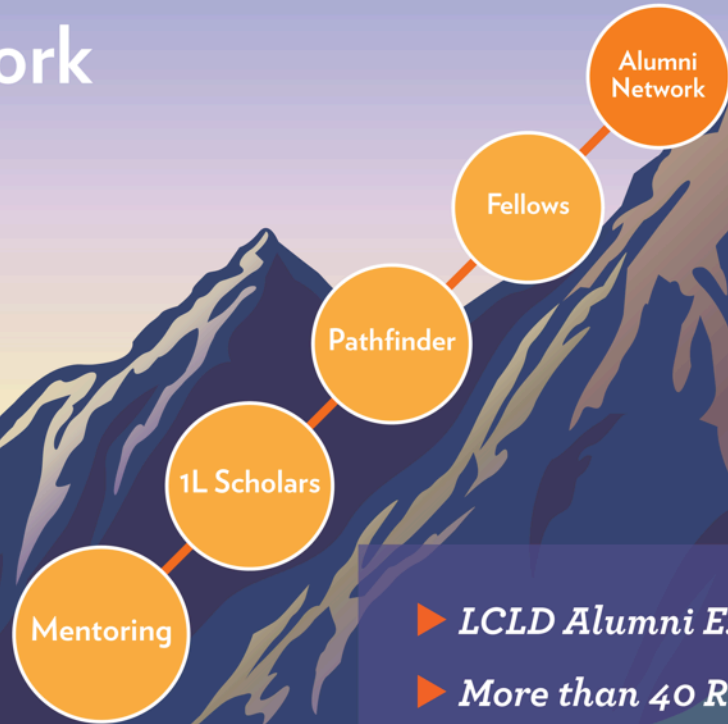 ork
Alumni
Network
Fellows
Pathfinder
1L Scholars
Mentoring
LCLD Alumni E
More than 40 R